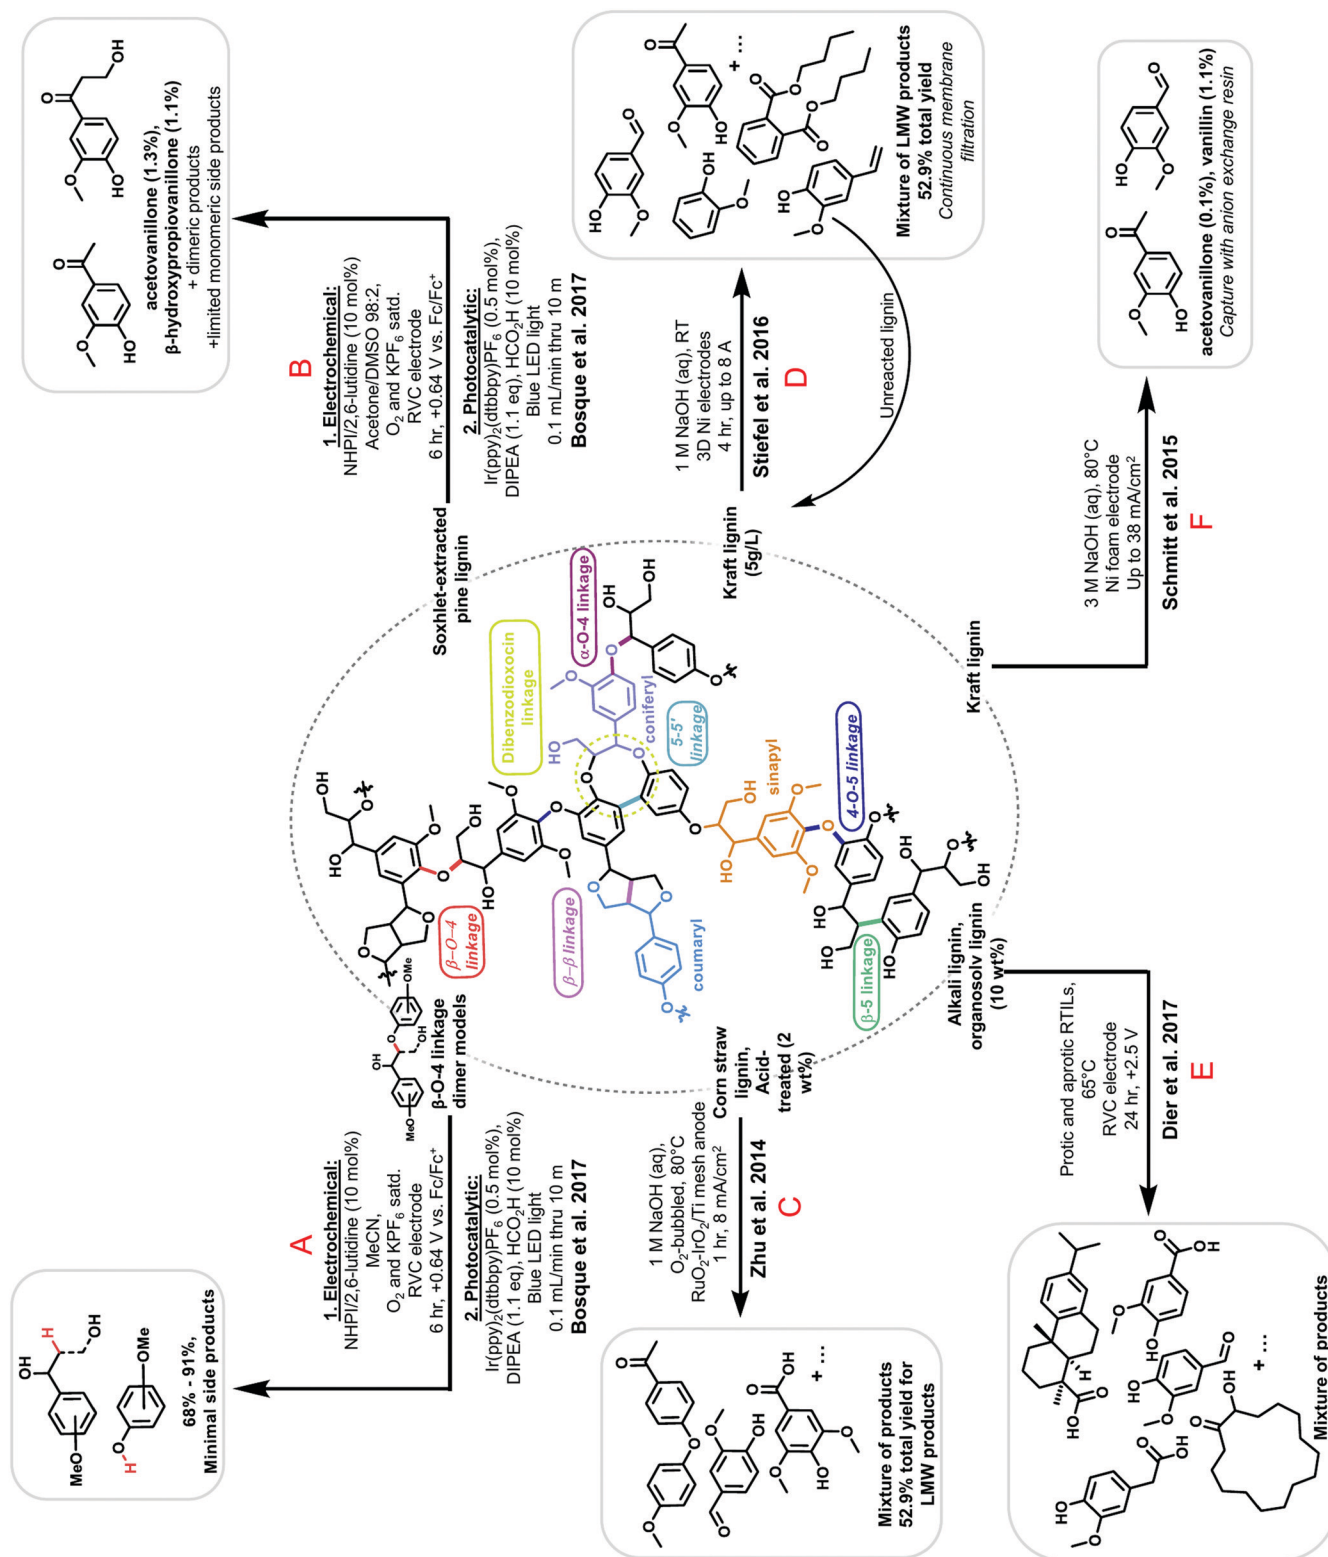 OH
H
OH
MeO
OMe
O
H
68% - 91%,
Minimal side products
A
1. Electrochemical:
NHPI/2,6-lutidine (10 mol%)
MeCN,
O2 and KPF6 satd.
RVC electrode
6 hr, +0.64 V vs. Fc/Fc+
2. Photocatalytic:
Ir(ppy)2(dtbbpy)PF6 (0.5 mol%),
DIPEA (1.1 eq), HCO2H (10 mol%)
Blue LED light
0.1 mL/min thru 10 m
Bosque et al. 2017
β-O-4 linkage
dimer models
B
1. Electrochemical:
NHPI/2,6-lutidine (10 mol%)
Acetone/DMSO 98:2,
O2 and KPF6 satd.
RVC electrode
6 hr, +0.64 V vs. Fc/Fc+
2. Photocatalytic:
Ir(ppy)2(dtbbpy)PF6 (0.5 mol%),
DIPEA (1.1 eq), HCO2H (10 mol%)
Blue LED light
0.1 mL/min thru 10 m
Bosque et al. 2017
Soxhlet-extracted
pine lignin
acetovanillone (1.3%),
β-hydroxypropiovanillone (1.1%)
+ dimeric products
+limited monomeric side products
β-O-4
linkage
Dibenzodioxocin
linkage
α-O-4 linkage
β-β linkage
coniferyl
5-5'
linkage
coumaryl
sinapyl
β-5 linkage
4-O-5 linkage
Corn straw
lignin,
Acid-
treated (2
wt%)
1 M NaOH (aq),
O2-bubbled, 80°C
RuO2-IrO2/Ti mesh anode
1 hr, 8 mA/cm2
Zhu et al. 2014
C
+ ...
Mixture of products
52.9% total yield for
LMW products
Kraft lignin
(5g/L)
1 M NaOH (aq), RT
3D Ni electrodes
4 hr, up to 8 A
Stiefel et al. 2016
D
Unreacted lignin
+ ...
Mixture of LMW products
52.9% total yield
Continuous membrane
filtration
Alkali lignin,
organosolv lignin
(10 wt%)
Protic and aprotic RTILs,
65°C
RVC electrode
24 hr, +2.5 V
Dier et al. 2017
E
+ ...
Mixture of products
Kraft lignin
3 M NaOH (aq), 80°C
Ni foam electrode
Up to 38 mA/cm2
Schmitt et al. 2015
F
acetovanillone (0.1%), vanillin (1.1%)
Capture with anion exchange resin